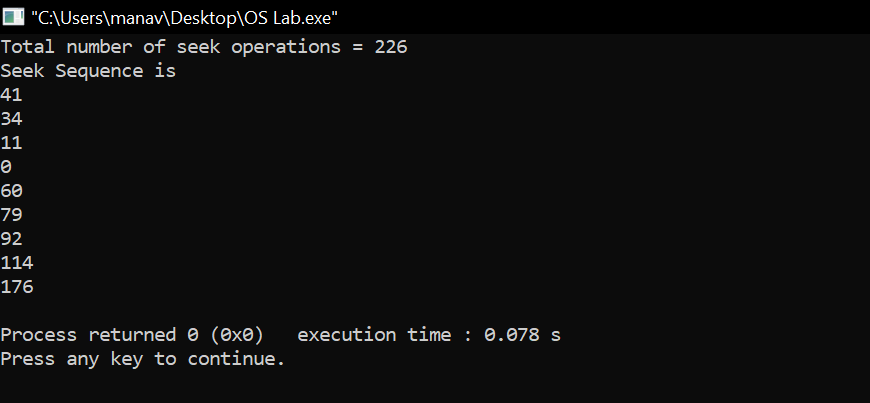 "C:\Users\manav\Desktop\OS Lab.exe"
Total number of seek operations = 226
Seek Sequence is
41
34
11
0
60
79
92
114
176
Process returned 0 (0x0)   execution time : 0.078 s
Press any key to continue.